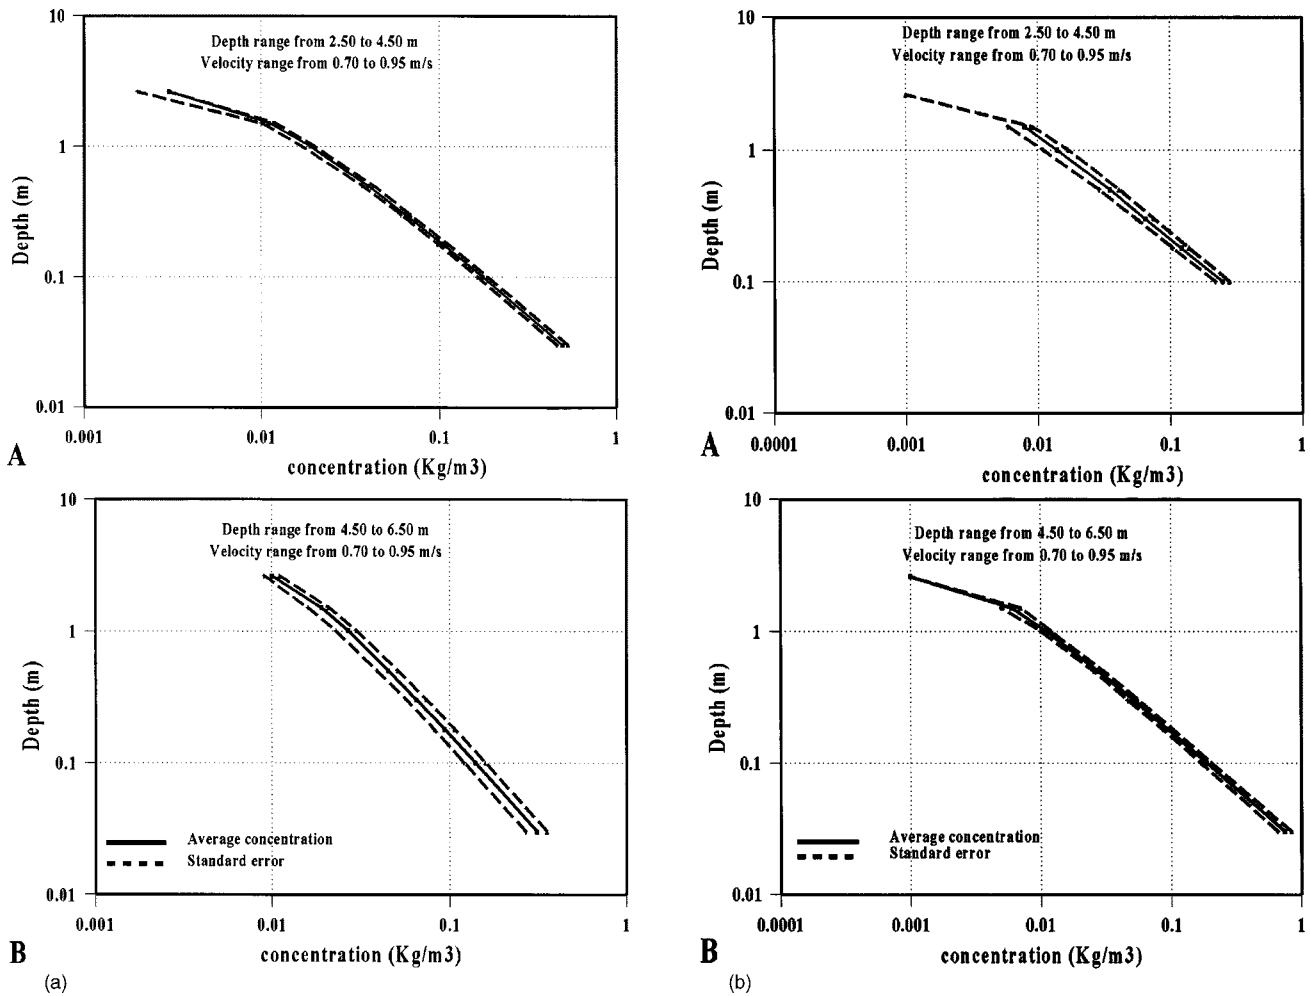 10
Depth range from 2.50 to 4.50 m
Velocity range from 0.70 to 0.95 m/s
1
0.1
0.01
Depth (m)
0.001 0.01 0.1 1
A
concentration (Kg/m3)
10
Depth range from 2.50 to 4.50 m
Velocity range from 0.70 to 0.95 m/s
1
0.1
0.01
Depth (m)
0.0001 0.001 0.01 0.1 1
A
concentration (Kg/m3)
10
Depth range from 4.50 to 6.50 m
Velocity range from 0.70 to 0.95 m/s
1
0.1
0.01
Depth (m)
Average concentration
Standard error
0.001 0.01 0.1 1
B
concentration (Kg/m3)
(a)
10
Depth range from 4.50 to 6.50 m
Velocity range from 0.70 to 0.95 m/s
1
0.1
0.01
Depth (m)
Average concentration
Standard error
0.0001 0.001 0.01 0.1 1
B
concentration (Kg/m3)
(b)